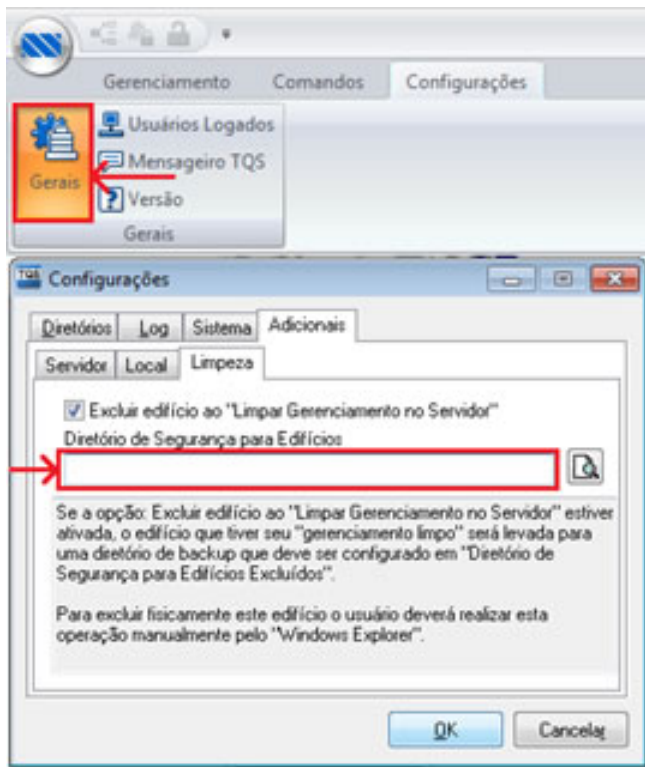 Gerenciamento Comandos Configurações
Gerais
Usuários Logados
Mensageiro TQS
Versão
Gerais
TQS Configurações
Diretórios Log Sistema Adicionais
Servidor Local Limpeza
Excluir edifício ao "Limpar Gerenciamento no Servidor"
Diretório de Segurança para Edifícios
Se a opção: Excluir edifício ao "Limpar Gerenciamento no Servidor" estiver
ativada, o edifício que tiver seu "gerenciamento limpo" será levada para
uma diretório de backup que deve ser configurado em "Diretório de
Segurança para Edifícios Excluídos".
Para excluir fisicamente este edifício o usuário deverá realizar esta
operação manualmente pelo "Windows Explorer".
OK Cancelar